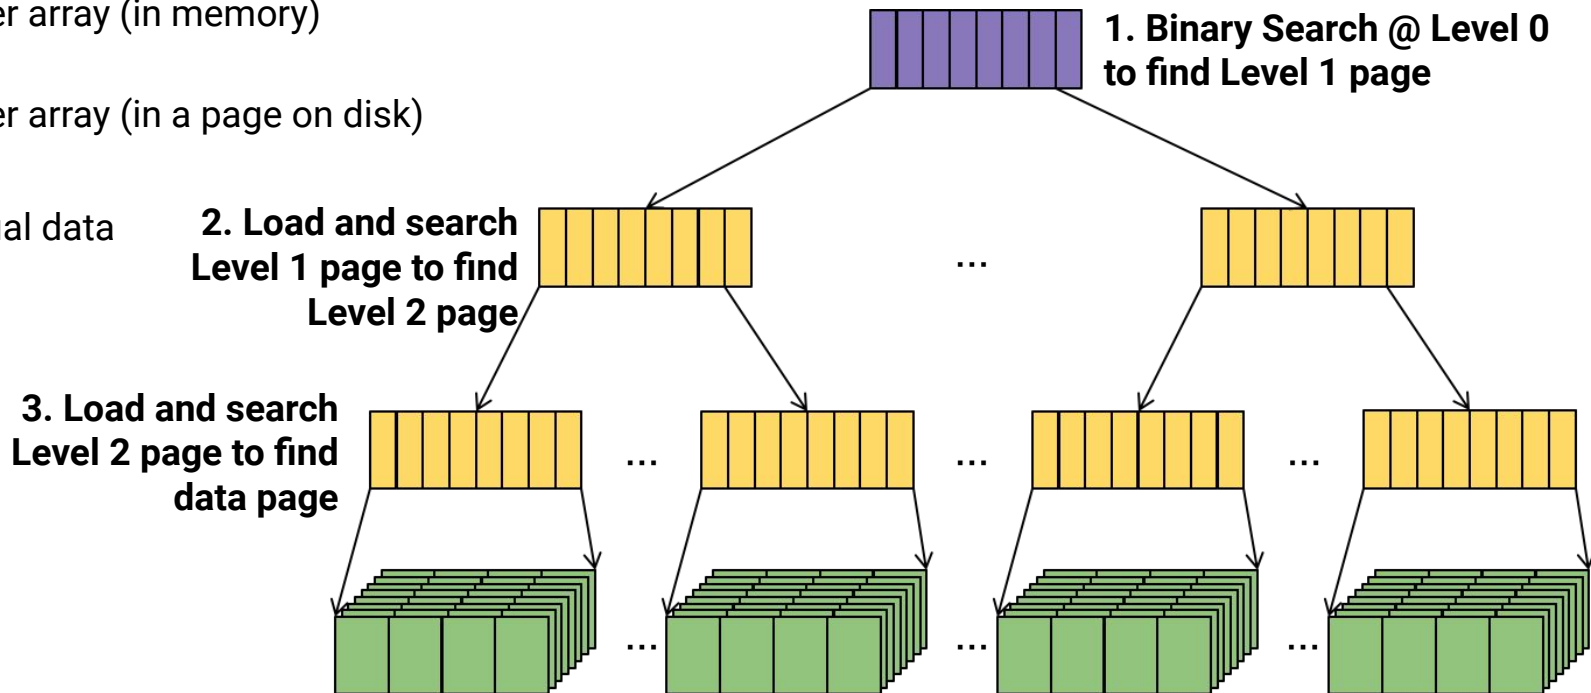 er array (in memory)
1. Binary Search @ Level 0
to find Level 1 page
er array (in a page on disk)
al data
2. Load and search
Level 1 page to find
Level 2 page
...
3. Load and search
Level 2 page to find
data page
...
...
...
...
...
...